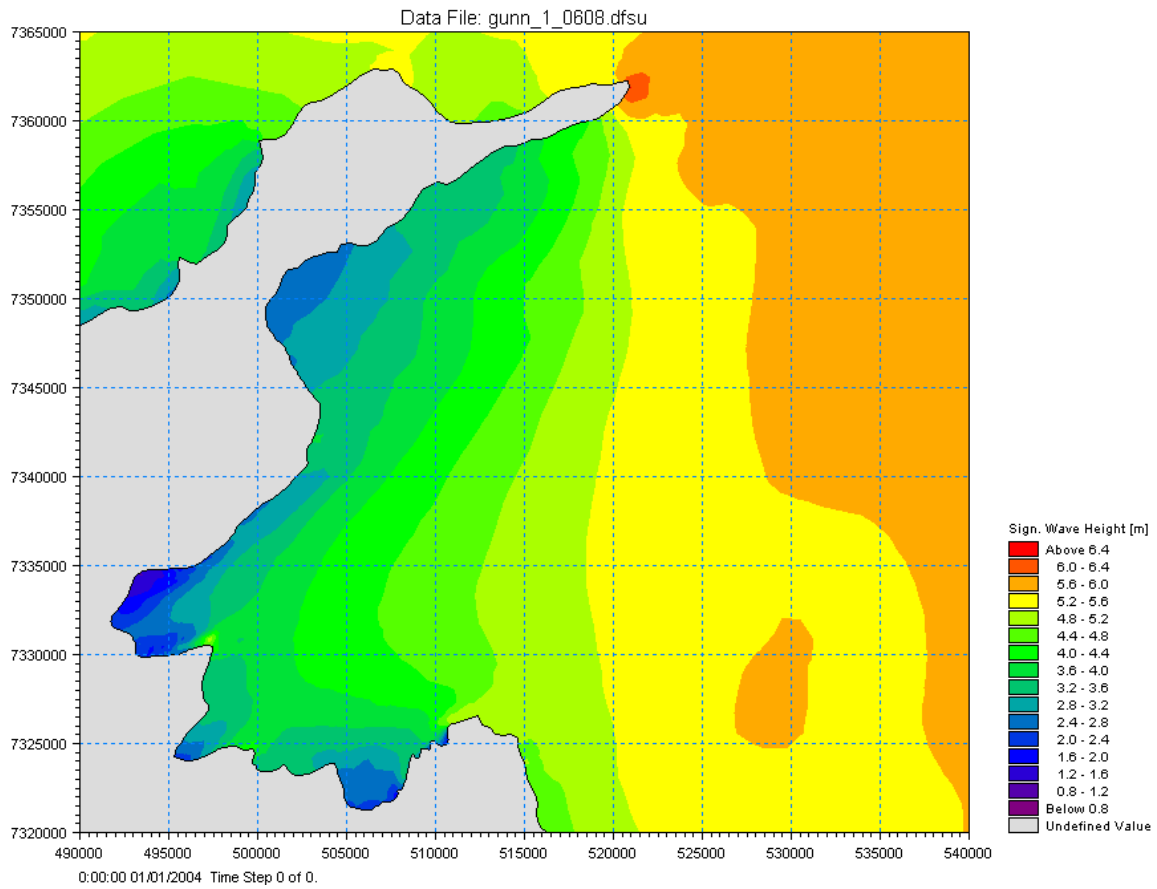 Data File: gunn_1_0608.dfsu
7365000
7360000
7355000
7350000
7345000
7340000
7335000
7330000
7325000
7320000
490000 495000 500000 505000 510000 515000 520000 525000 530000 535000 540000
0:00:00 01/01/2004 Time Step 0 of 0.
Sign. Wave Height [m]
Above 6.4
6.0 - 6.4
5.6 - 6.0
5.2 - 5.6
4.8 - 5.2
4.4 - 4.8
4.0 - 4.4
3.6 - 4.0
3.2 - 3.6
2.8 - 3.2
2.4 - 2.8
2.0 - 2.4
1.6 - 2.0
1.2 - 1.6
0.8 - 1.2
Below 0.8
Undefined Value